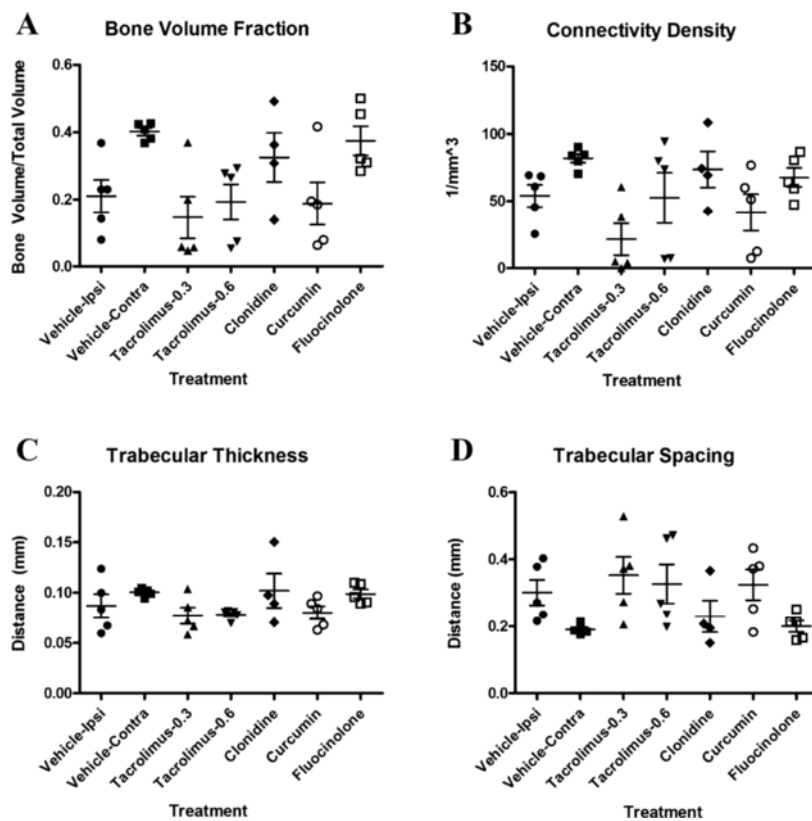 A
Bone Volume Fraction
Bone Volume/Total Volume
0.6
0.4
0.2
0.0
Vehicle-Ipsi
Vehicle-Contra
Tacrolimus-0.3
Tacrolimus-0.6
Clonidine
Curcumin
Fluocinolone
Treatment
B
Connectivity Density
1/mm^3
150
100
50
0
Vehicle-Ipsi
Vehicle-Contra
Tacrolimus-0.3
Tacrolimus-0.6
Clonidine
Curcumin
Fluocinolone
Treatment
C
Trabecular Thickness
Distance (mm)
0.20
0.15
0.10
0.05
0.00
Vehicle-Ipsi
Vehicle-Contra
Tacrolimus-0.3
Tacrolimus-0.6
Clonidine
Curcumin
Fluocinolone
Treatment
D
Trabecular Spacing
Distance (mm)
0.6
0.4
0.2
0.0
Vehicle-Ipsi
Vehicle-Contra
Tacrolimus-0.3
Tacrolimus-0.6
Clonidine
Curcumin
Fluocinolone
Treatment